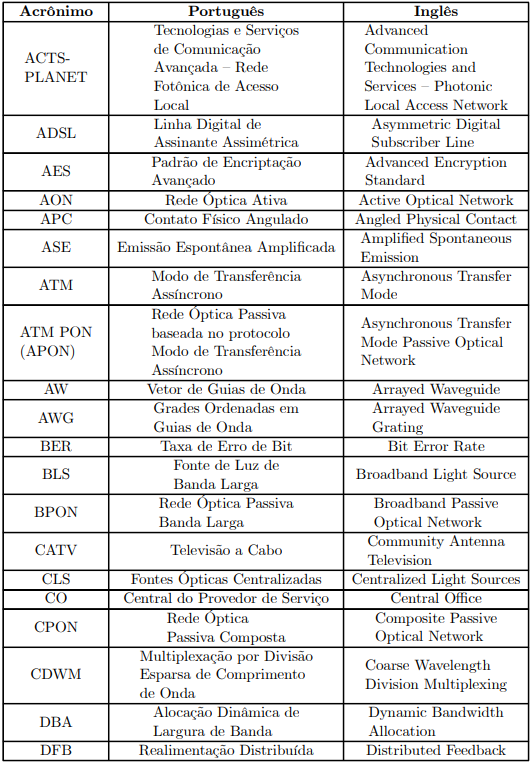 Acrônimo Português Inglês
ACTS-
PLANET
Tecnologias e Serviços
de Comunicação
Avançada – Rede
Fotônica de Acesso
Local
Advanced
Communication
Technologies and
Services – Photonic
Local Access Network
ADSL
Linha Digital de
Assinante Assimétrica
Asymmetric Digital
Subscriber Line
AES
Padrão de Encriptação
Avançado
Advanced Encryption
Standard
AON Rede Óptica Ativa Active Optical Network
APC Contato Físico Angulado Angled Physical Contact
ASE Emissão Espontânea Amplificada
Amplified Spontaneous
Emission
ATM
Modo de Transferência
Assíncrono
Asynchronous Transfer
Mode
ATM PON
(APON)
Rede Óptica Passiva
baseada no protocolo
Modo de Transferência
Assíncrono
Asynchronous Transfer
Mode Passive Optical
Network
AW Vetor de Guias de Onda Arrayed Waveguide
AWG
Grades Ordenadas em
Guias de Onda
Arrayed Waveguide
Grating
BER Taxa de Erro de Bit Bit Error Rate
BLS
Fonte de Luz de
Banda Larga
Broadband Light Source
BPON
Rede Óptica Passiva
Banda Larga
Broadband Passive
Optical Network
CATV Televisão a Cabo
Community Antenna
Television
CLS Fontes Ópticas Centralizadas Centralized Light Sources
CO Central do Provedor de Serviço Central Office
CPON
Rede Óptica
Passiva Composta
Composite Passive
Optical Network
CDWM
Multiplexação por Divisão
Esparsa de Comprimento
de Onda
Coarse Wavelength
Division Multiplexing
DBA
Alocação Dinâmica de
Largura de Banda
Dynamic Bandwidth
Allocation
DFB Realimentação Distribuída Distributed Feedback